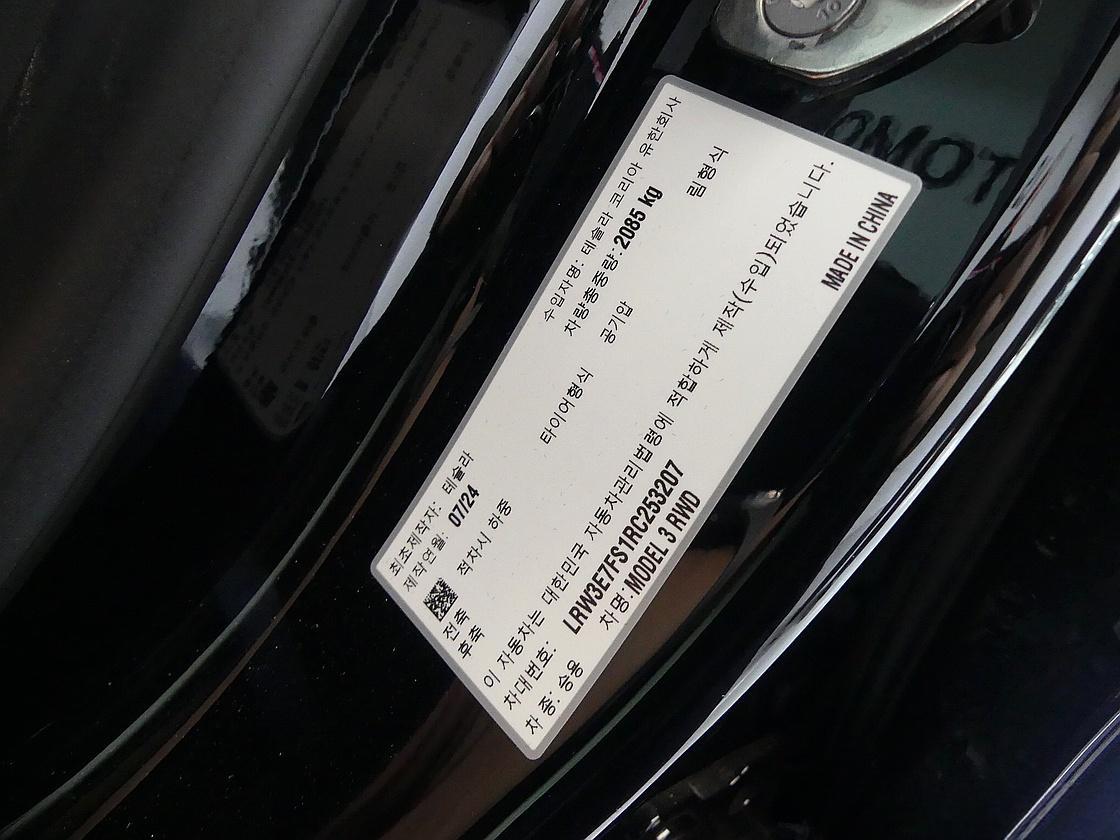 최초제작자: 테슬라 수입자명: 테슬라 코리아 유한회사
제작연월: 07/24 차량총중량: 2085 kg
적차시 하중 타이어형식 공기압 림형식
전축
후축
이 자동차는 대한민국 자동차관리법령에 적합하게 제작(수입)되었습니다.
차대번호: LRW3E7FS1RC253207
차 종: 승용 차명: MODEL 3 RWD MADE IN CHINA